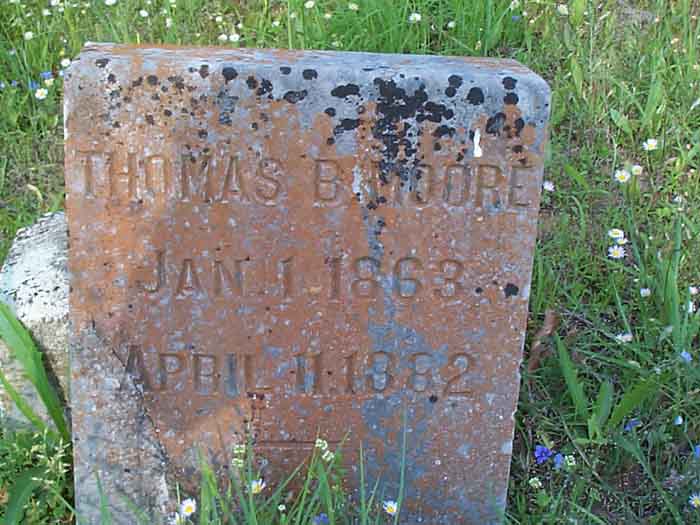 THOMAS B. MOORE
JAN. 1. 1863.
APRIL 11. 1882